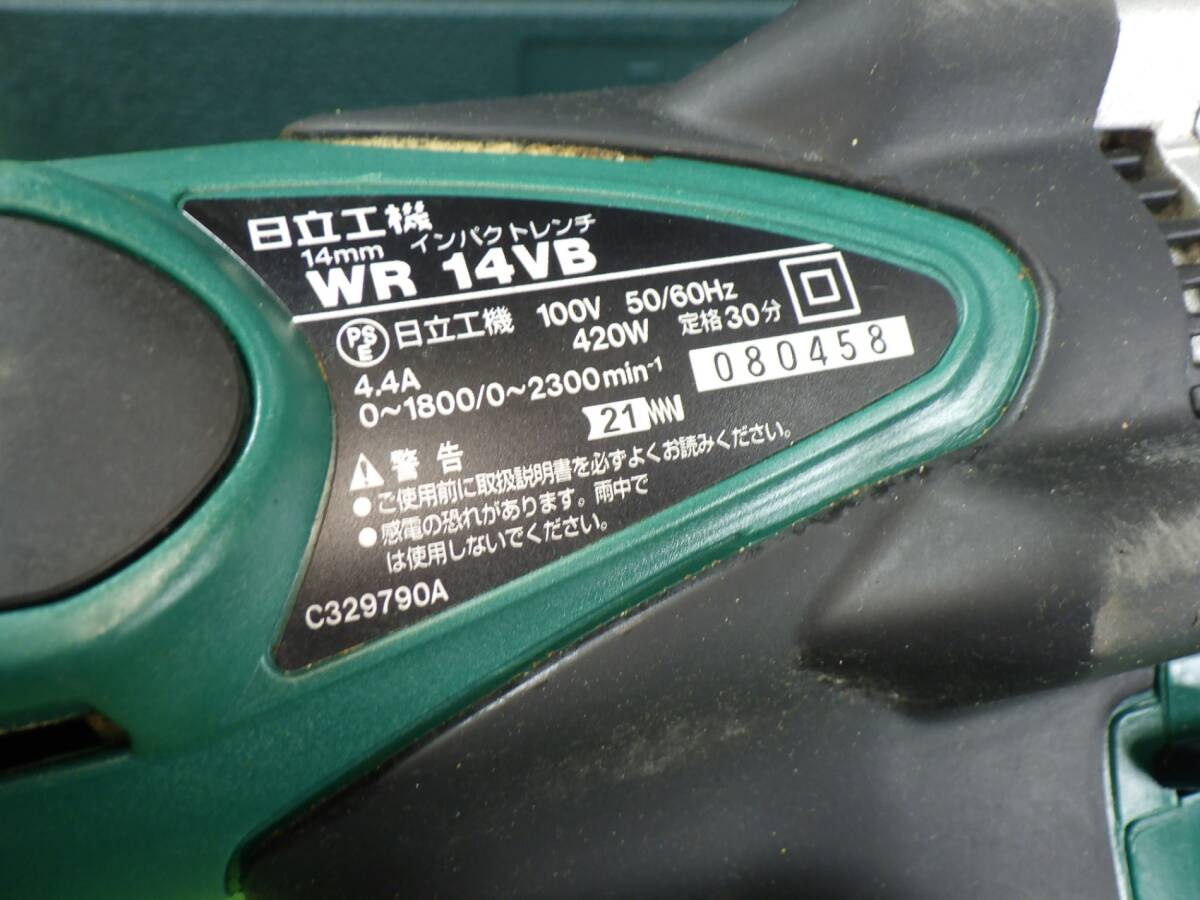 日立工機
14mm インパクトレンチ
WR 14VB
PSE 日立工機 100V 50/60Hz
4.4A 420W 定格30分
0~1800/0~2300min-1
080458
21
警告
●ご使用前に取扱説明書を必ずよくお読みください。
●感電の恐れがあります。雨中で
は使用しないでください。
C329790A